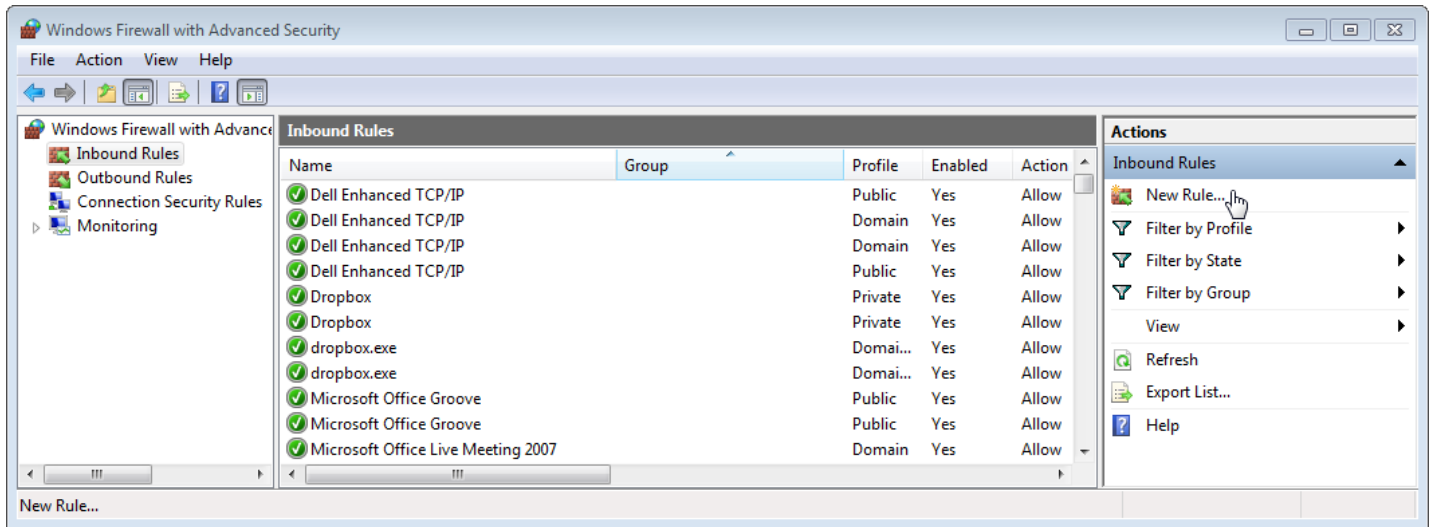 Windows Firewall with Advanced Security
File Action View Help
Windows Firewall with Advance
Inbound Rules
Outbound Rules
Connection Security Rules
Monitoring
Inbound Rules
Name Group Profile Enabled Action
Dell Enhanced TCP/IP Public Yes Allow
Dell Enhanced TCP/IP Domain Yes Allow
Dell Enhanced TCP/IP Domain Yes Allow
Dell Enhanced TCP/IP Public Yes Allow
Dropbox Private Yes Allow
Dropbox Private Yes Allow
dropbox.exe Domai... Yes Allow
dropbox.exe Domai... Yes Allow
Microsoft Office Groove Public Yes Allow
Microsoft Office Groove Public Yes Allow
Microsoft Office Live Meeting 2007 Domain Yes Allow
Actions
Inbound Rules
New Rule...
Filter by Profile
Filter by State
Filter by Group
View
Refresh
Export List...
Help
New Rule...